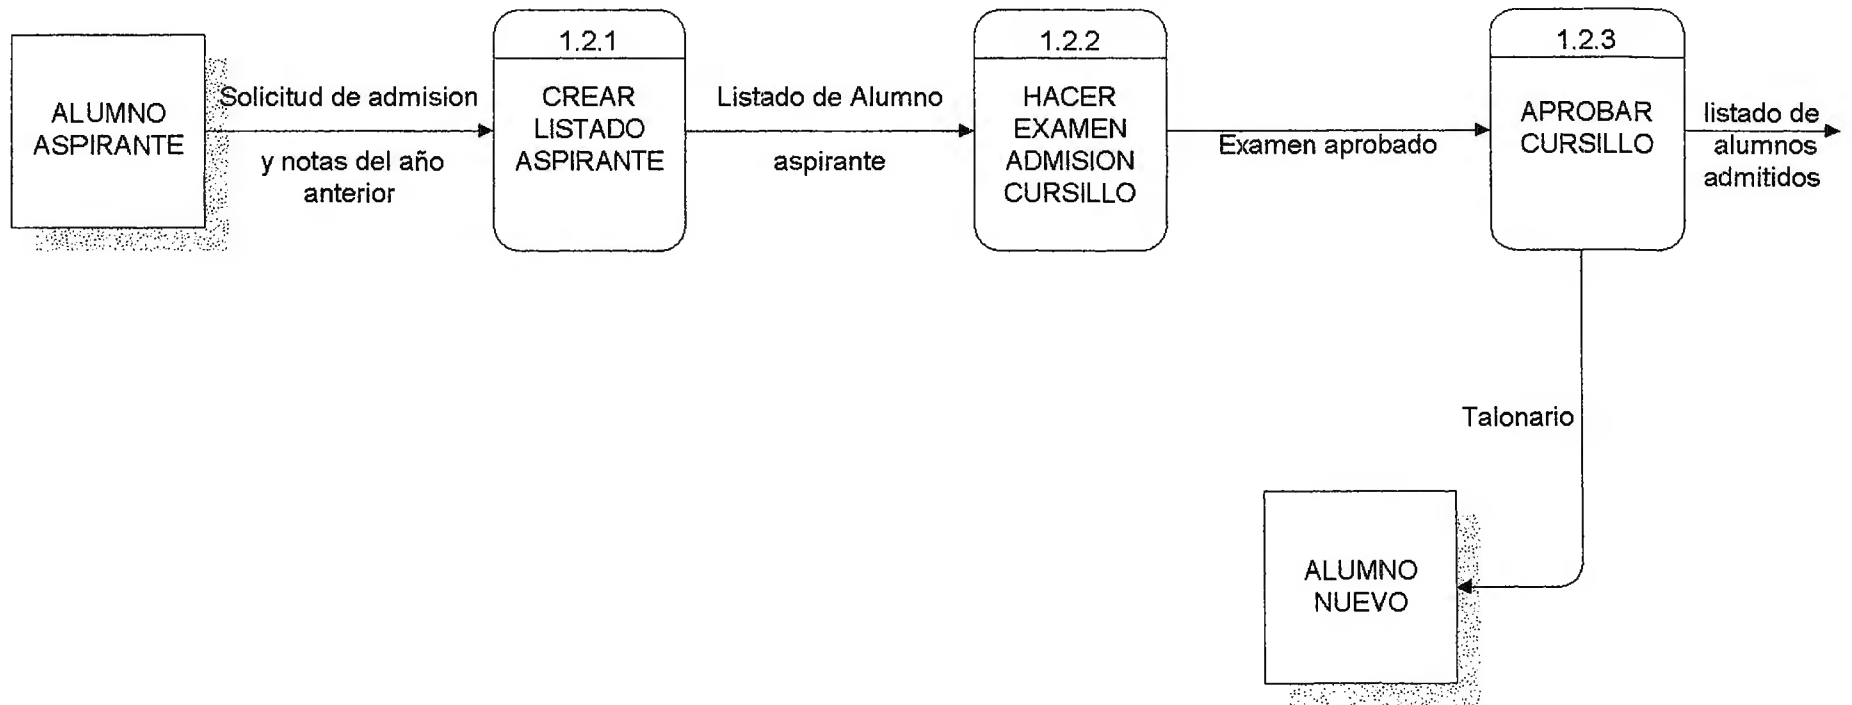 ALUMNO
ASPIRANTE
Solicitud de admision
y notas del año
anterior
1.2.1
CREAR
LISTADO
ASPIRANTE
Listado de Alumno
aspirante
1.2.2
HACER
EXAMEN
ADMISION
CURSILLO
Examen aprobado
1.2.3
APROBAR
CURSILLO
listado de
alumnos
admitidos
Talonario
ALUMNO
NUEVO